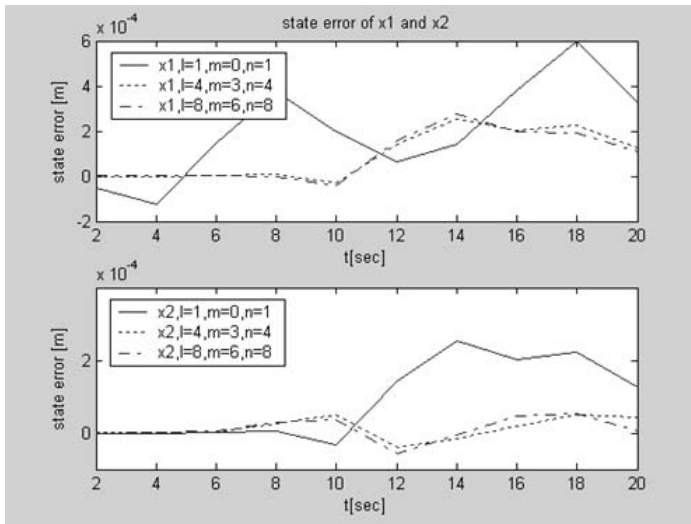 state error of x1 and x2
x 10-4
6
4
2
0
-2
state error [m]
x1,l=1,m=0,n=1
x1,l=4,m=3,n=4
x1,l=8,m=6,n=8
2 4 6 8 10 12 14 16 18 20
t[sec]
x 10-4
2
0
state error [m]
x2,l=1,m=0,n=1
x2,l=4,m=3,n=4
x2,l=8,m=6,n=8
2 4 6 8 10 12 14 16 18 20
t[sec]